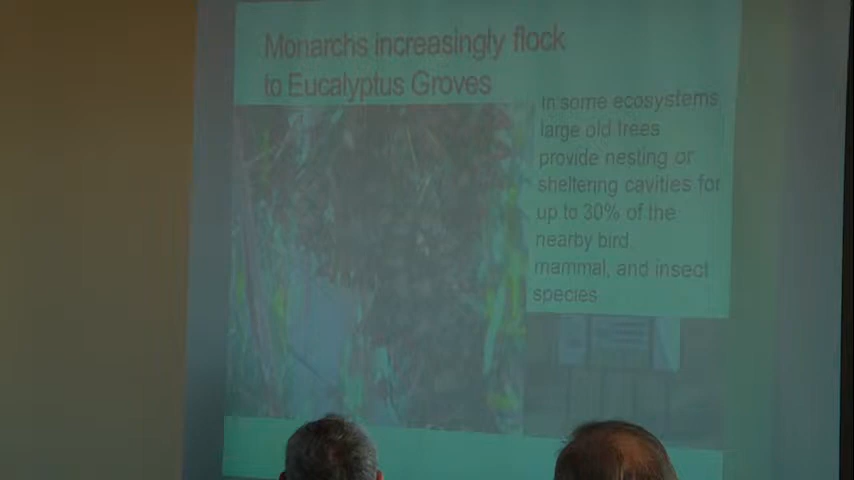 Monarchs increasingly flock
to Eucalyptus Groves
In some ecosystems
large old trees
provide nesting or
sheltering cavities for
up to 30% of the
nearby bird
mammal, and insect
species